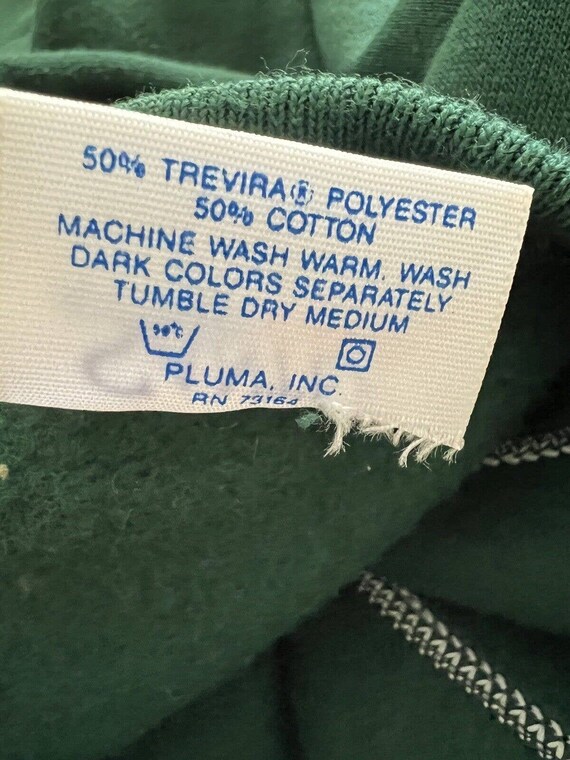 50% TREVIRA® POLYESTER
50% COTTON
MACHINE WASH WARM. WASH
DARK COLORS SEPARATELY
TUMBLE DRY MEDIUM
PLUMA, INC.
RN 73164